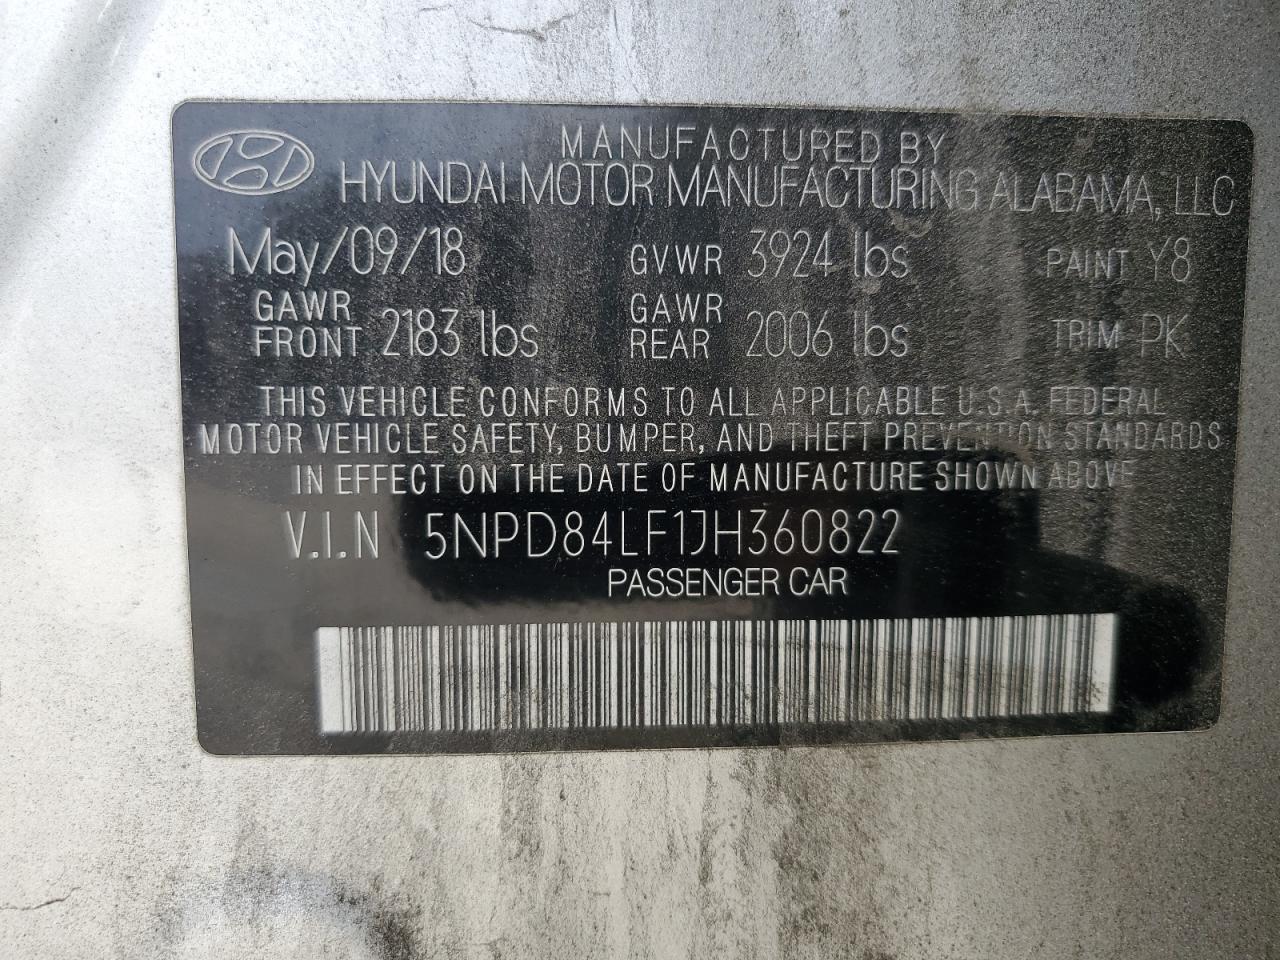 MANUFACTURED BY
HYUNDAI MOTOR MANUFACTURING ALABAMA, LLC
May/09/18 GVWR 3924 lbs PAINT Y8
GAWR FRONT 2183 lbs GAWR REAR 2006 lbs TRIM PK
THIS VEHICLE CONFORMS TO ALL APPLICABLE U.S.A. FEDERAL
MOTOR VEHICLE SAFETY, BUMPER, AND THEFT PREVENTION STANDARDS
IN EFFECT ON THE DATE OF MANUFACTURE SHOWN ABOVE
V.I.N 5NPD84LF1JH360822
PASSENGER CAR